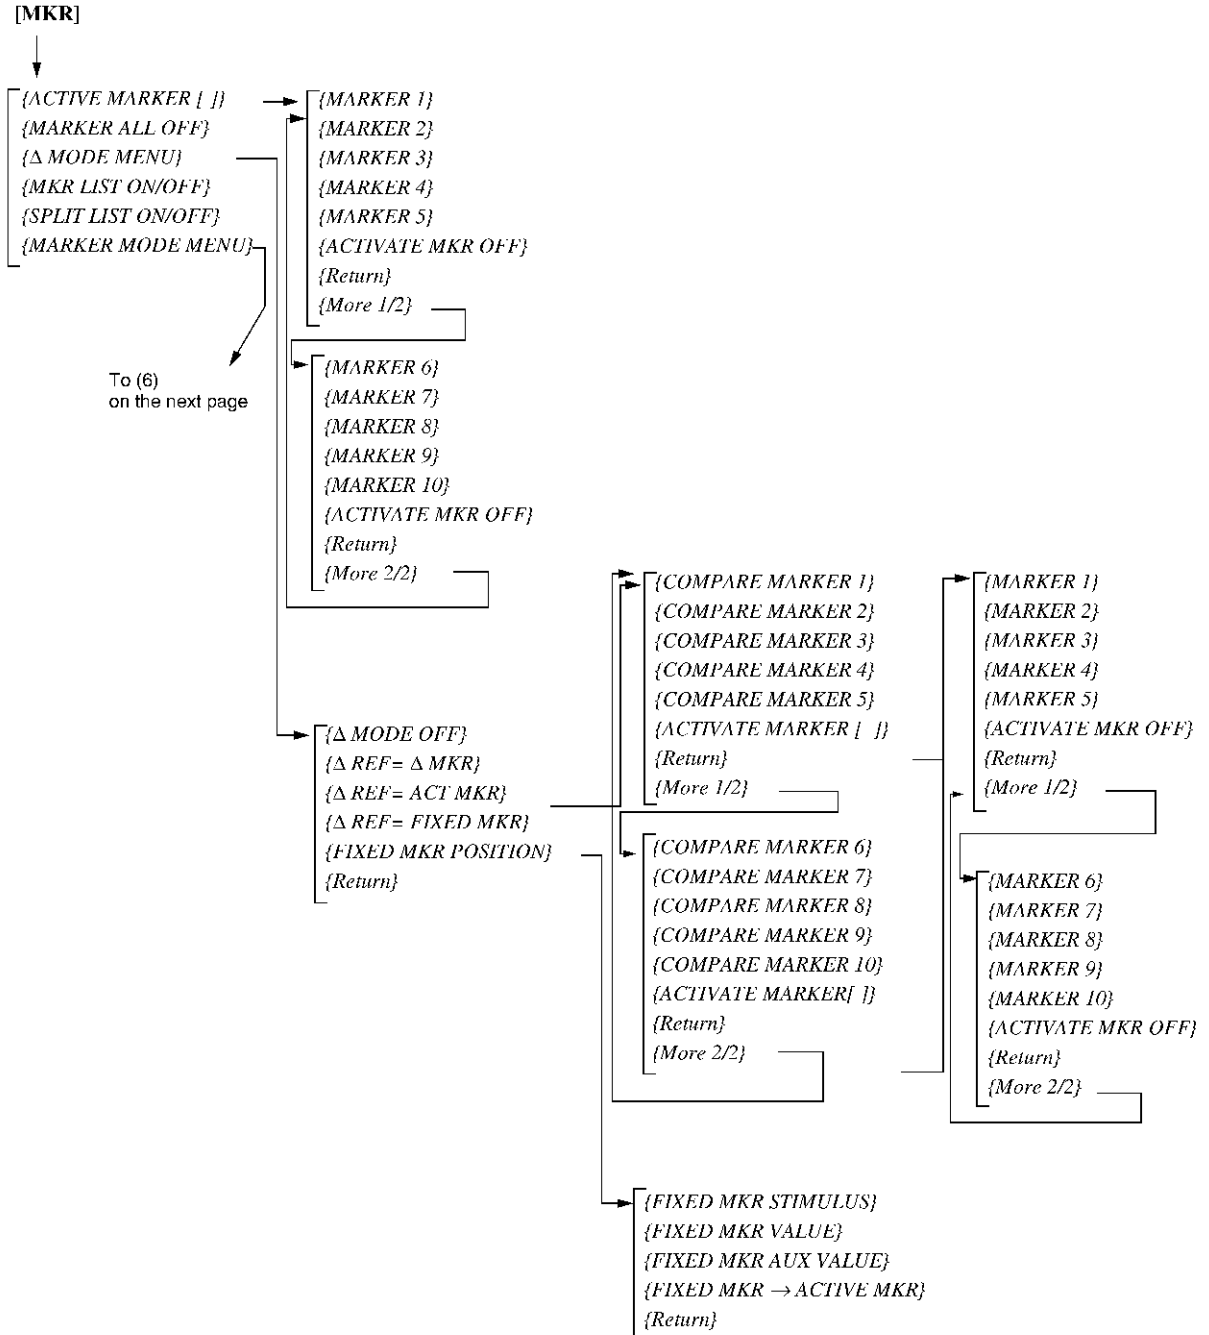 [MKR]
{ACTIVE MARKER [ ]}
{MARKER ALL OFF}
{Δ MODE MENU}
{MKR LIST ON/OFF}
{SPLIT LIST ON/OFF}
{MARKER MODE MENU}
To (6)
on the next page
{MARKER 1}
{MARKER 2}
{MARKER 3}
{MARKER 4}
{MARKER 5}
{ACTIVATE MKR OFF}
{Return}
{More 1/2}
{MARKER 6}
{MARKER 7}
{MARKER 8}
{MARKER 9}
{MARKER 10}
{ACTIVATE MKR OFF}
{Return}
{More 2/2}
{Δ MODE OFF}
{Δ REF= Δ MKR}
{Δ REF= ACT MKR}
{Δ REF= FIXED MKR}
{FIXED MKR POSITION}
{Return}
{COMPARE MARKER 1}
{COMPARE MARKER 2}
{COMPARE MARKER 3}
{COMPARE MARKER 4}
{COMPARE MARKER 5}
{ACTIVATE MARKER [ ]}
{Return}
{More 1/2}
{COMPARE MARKER 6}
{COMPARE MARKER 7}
{COMPARE MARKER 8}
{COMPARE MARKER 9}
{COMPARE MARKER 10}
{ACTIVATE MARKER[ ]}
{Return}
{More 2/2}
{MARKER 1}
{MARKER 2}
{MARKER 3}
{MARKER 4}
{MARKER 5}
{ACTIVATE MKR OFF}
{Return}
{More 1/2}
{MARKER 6}
{MARKER 7}
{MARKER 8}
{MARKER 9}
{MARKER 10}
{ACTIVATE MKR OFF}
{Return}
{More 2/2}
{FIXED MKR STIMULUS}
{FIXED MKR VALUE}
{FIXED MKR AUX VALUE}
{FIXED MKR → ACTIVE MKR}
{Return}